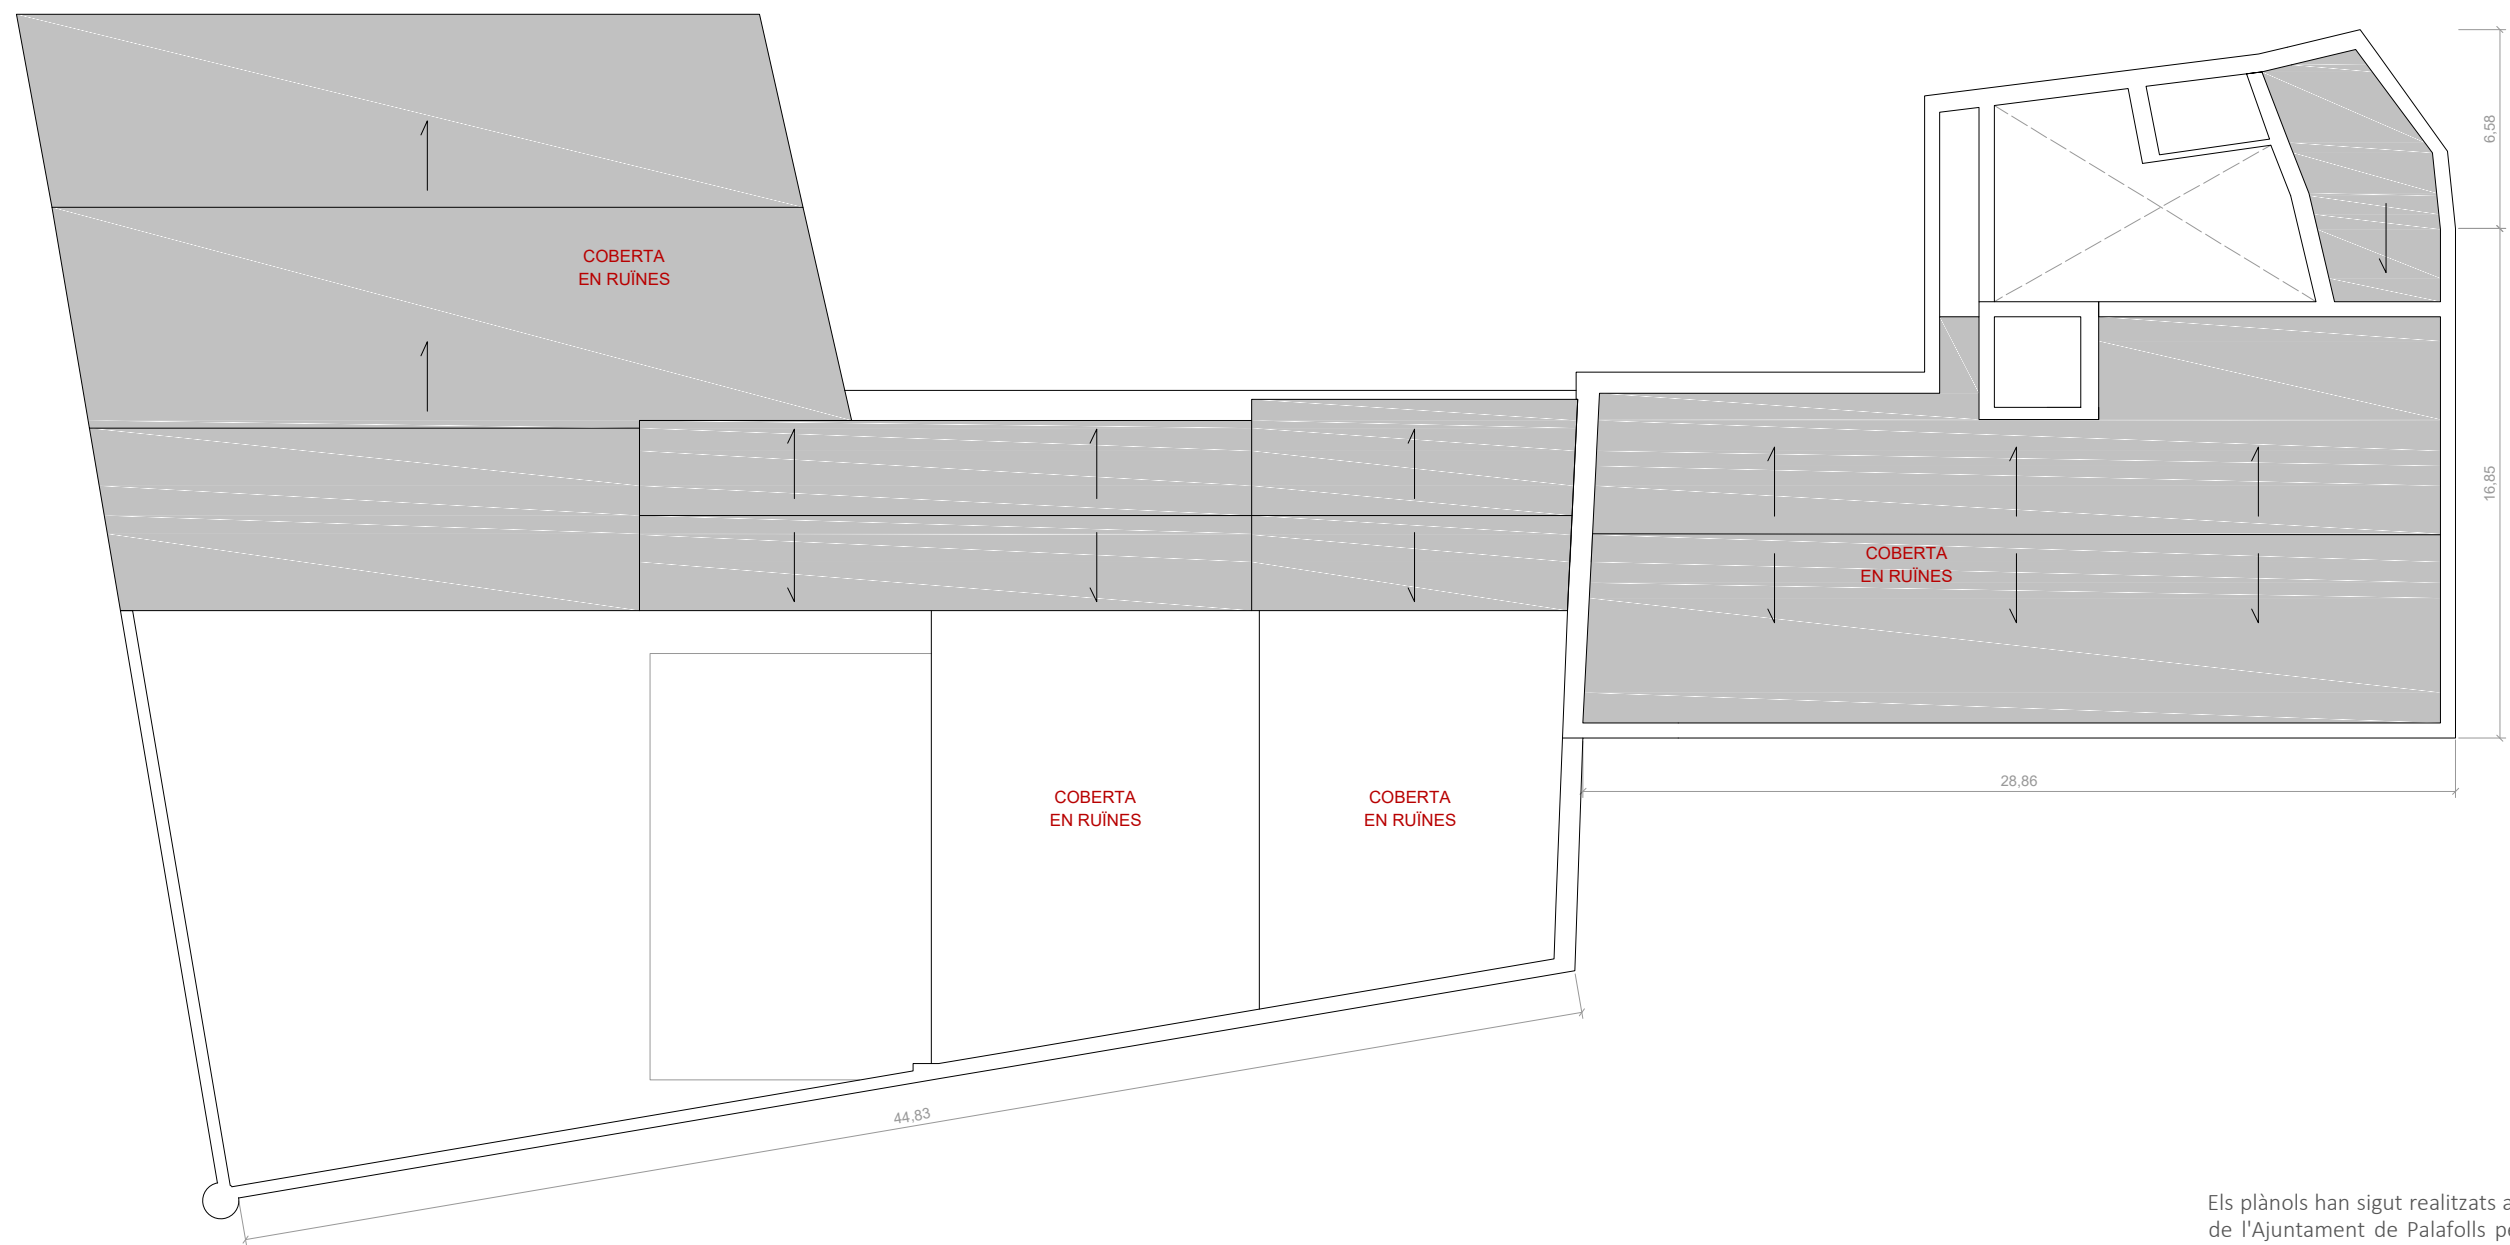 6,58
COBERTA
EN RUÏNES
16,85
COBERTA
EN RUÏNES
28,86
COBERTA
EN RUÏNES
COBERTA
EN RUÏNES
44,83
Els plànols han sigut realitzats a
de l'Ajuntament de Palafolls pe